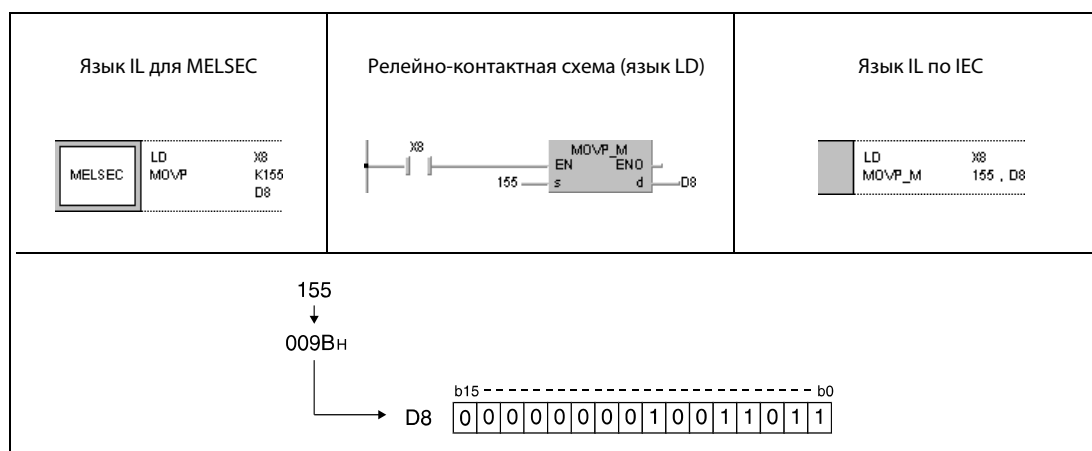 Язык IL для MELSEC
Релейно-контактная схема (язык LD)
Язык IL по IEC
MELSEC
LD X8
MOVP K155
D8
X8
MOVP_M
EN ENO
155 s d D8
LD X8
MOVP_M 155 , D8
155
009BH
b15 b0
D8 0 0 0 0 0 0 0 0 1 0 0 1 1 0 1 1